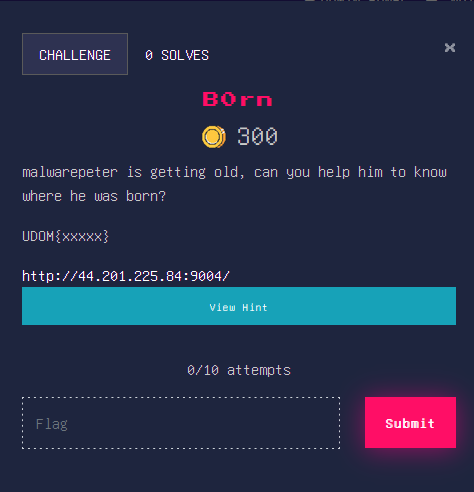 CHALLENGE
0 SOLVES
×
B0rn
300
malwarepeter is getting old, can you help him to know
where he was born?
UDOM{xxxxx}
http://44.201.225.84:9004/
View Hint
0/10 attempts
Flag
Submit